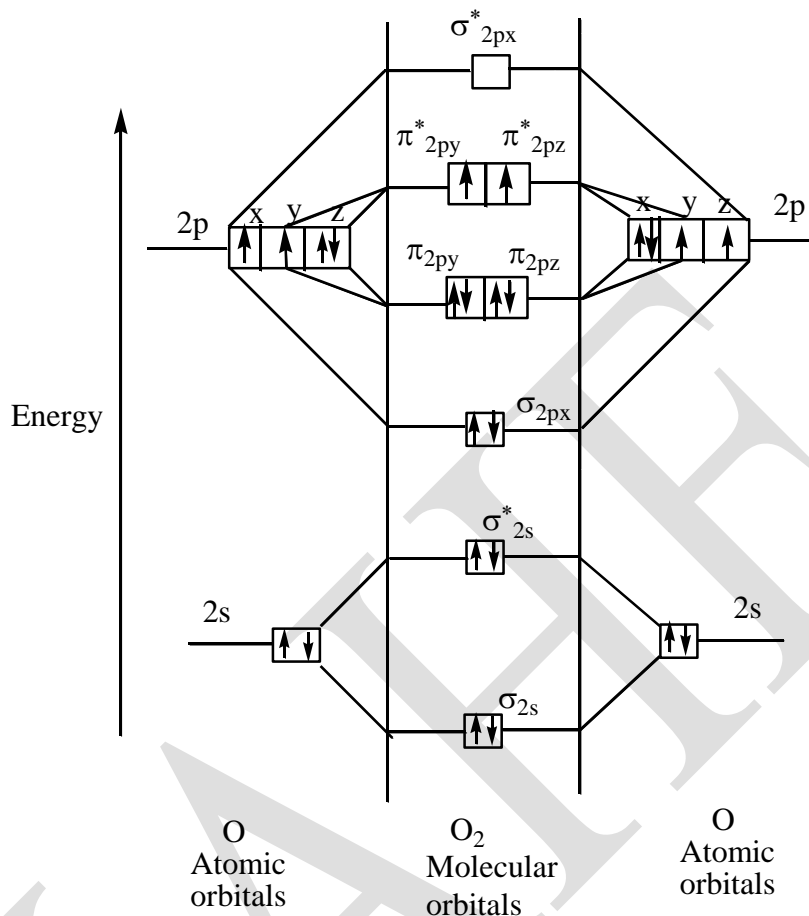 σ*2px
π*2py π*2pz
x y z
x y z
2p
2p
π2py π2pz
Energy
σ2px
σ*2s
2s
2s
σ2s
O
Atomic
orbitals
O2
Molecular
orbitals
O
Atomic
orbitals